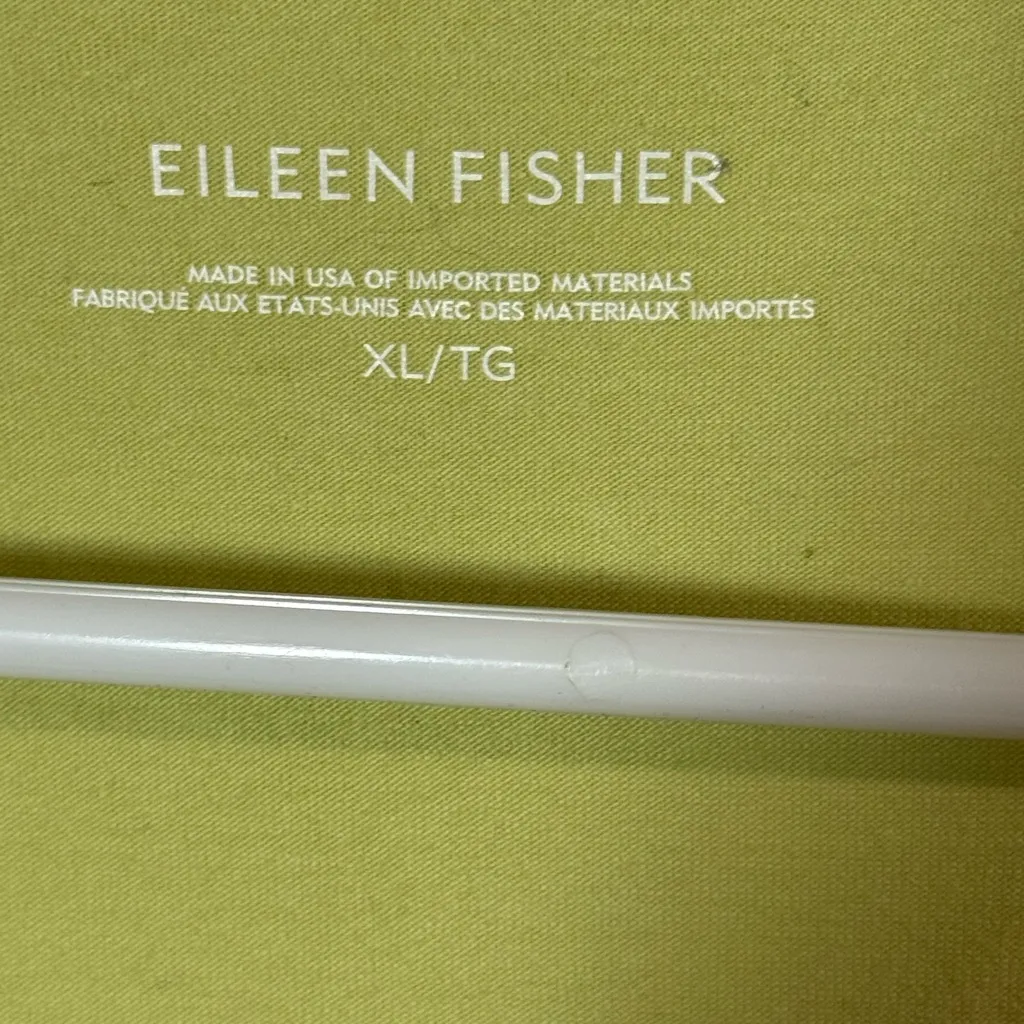 EILEEN FISHER
MADE IN USA OF IMPORTED MATERIALS
FABRIQUÉ AUX ETATS-UNIS AVEC DES MATERIAUX IMPORTÉS
XL/TG